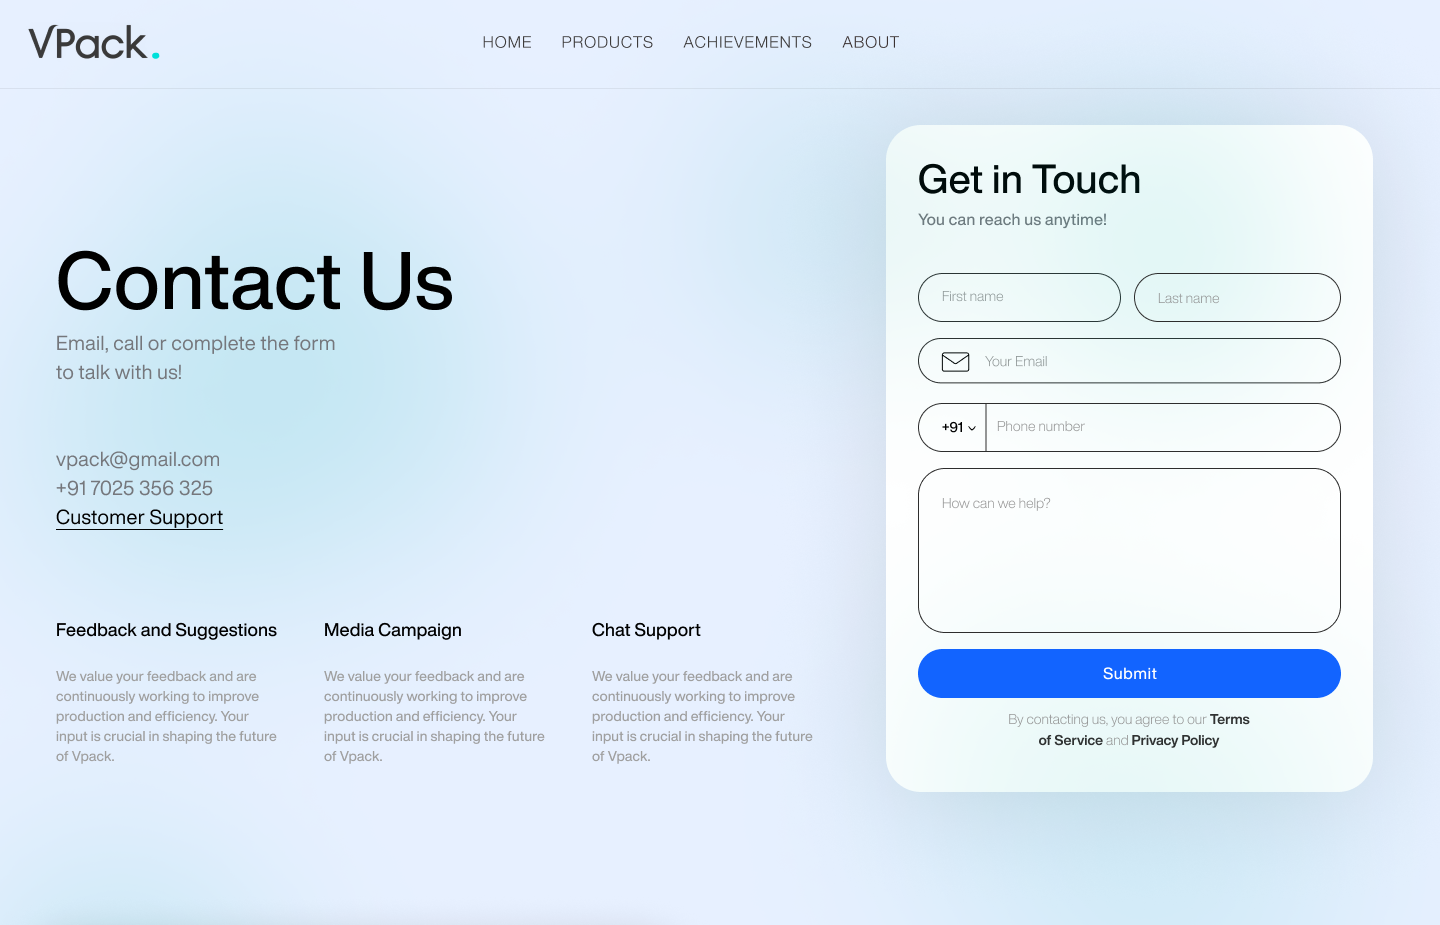 VPack.
HOME PRODUCTS ACHIEVEMENTS ABOUT
Contact Us
Email, call or complete the form
to talk with us!
vpack@gmail.com
+91 7025 356 325
Customer Support
Feedback and Suggestions
We value your feedback and are
continuously working to improve
production and efficiency. Your
input is crucial in shaping the future
of Vpack.
Media Campaign
We value your feedback and are
continuously working to improve
production and efficiency. Your
input is crucial in shaping the future
of Vpack.
Chat Support
We value your feedback and are
continuously working to improve
production and efficiency. Your
input is crucial in shaping the future
of Vpack.
Get in Touch
You can reach us anytime!
First name
Last name
Your Email
+91 Phone number
How can we help?
Submit
By contacting us, you agree to our Terms
of Service and Privacy Policy